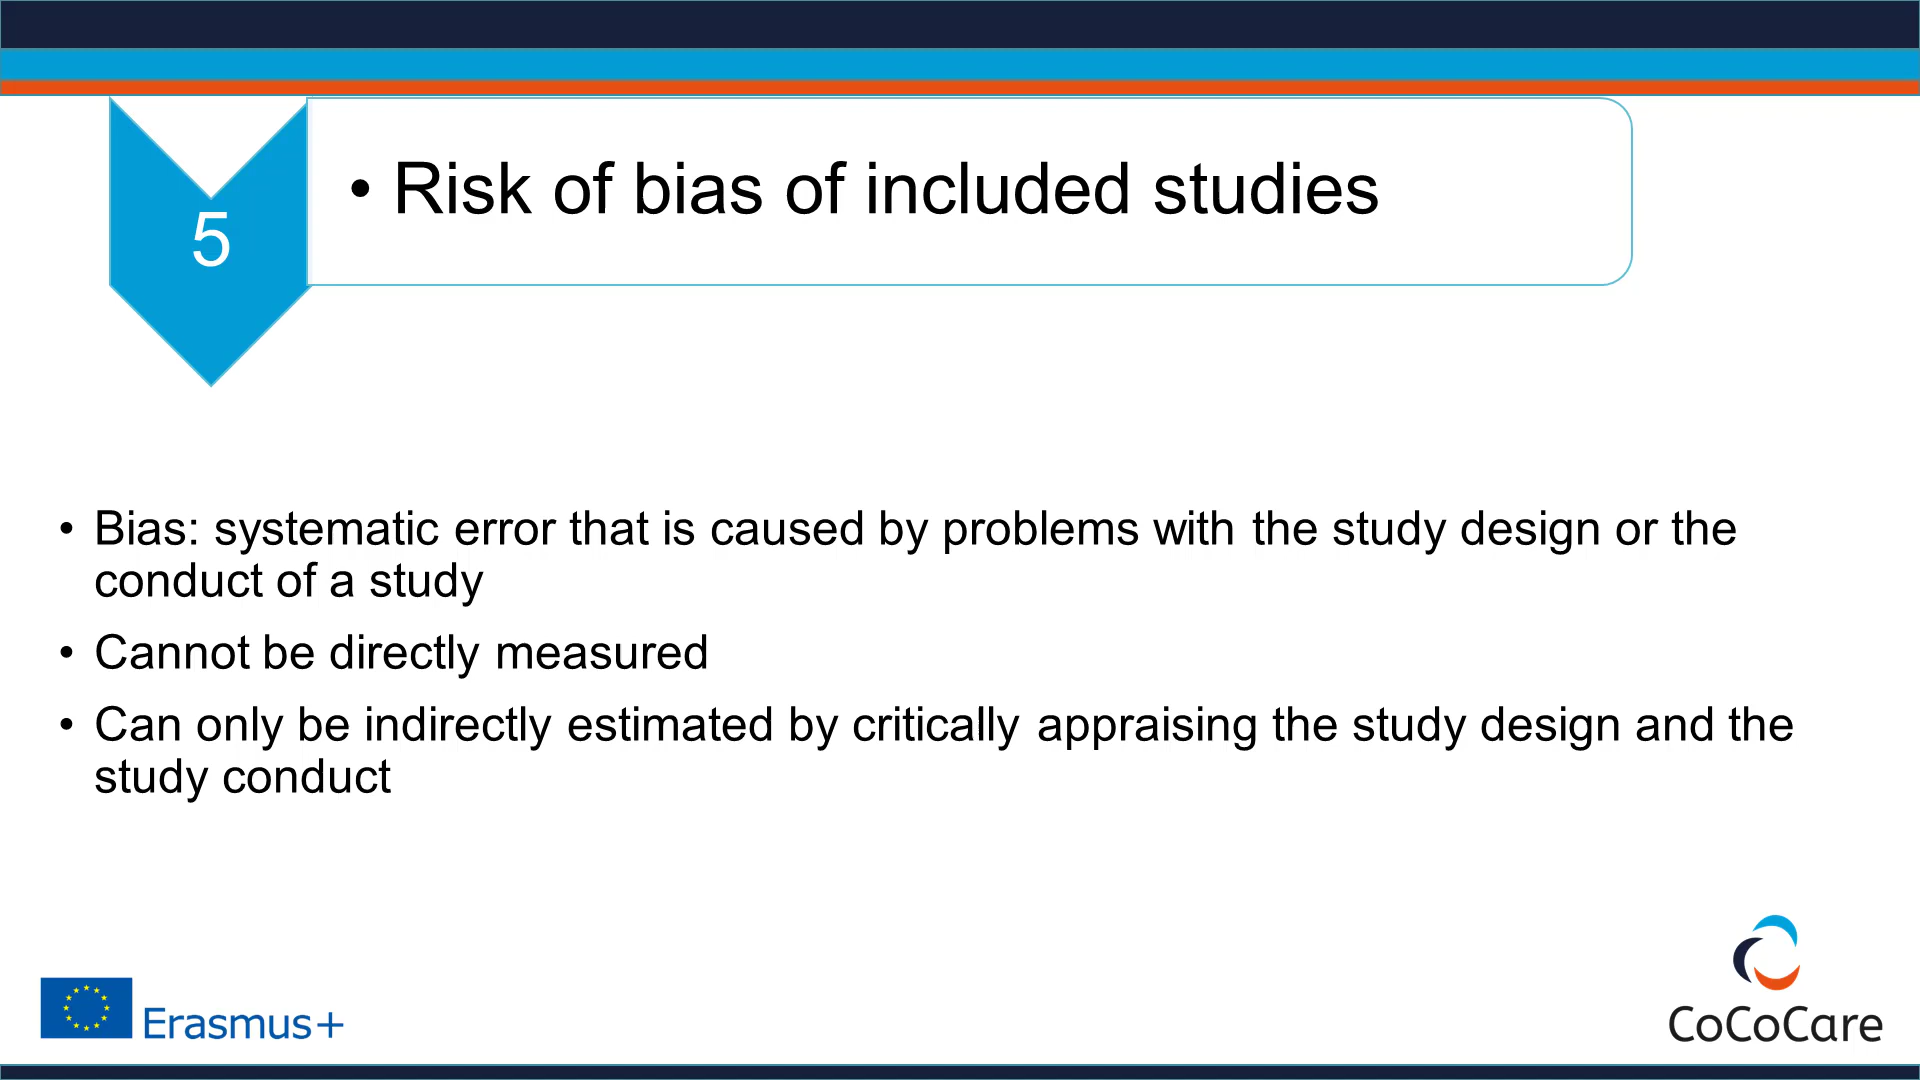 5
• Risk of bias of included studies
• Bias: systematic error that is caused by problems with the study design or the
conduct of a study
• Cannot be directly measured
• Can only be indirectly estimated by critically appraising the study design and the
study conduct
Erasmus+
CoCoCare